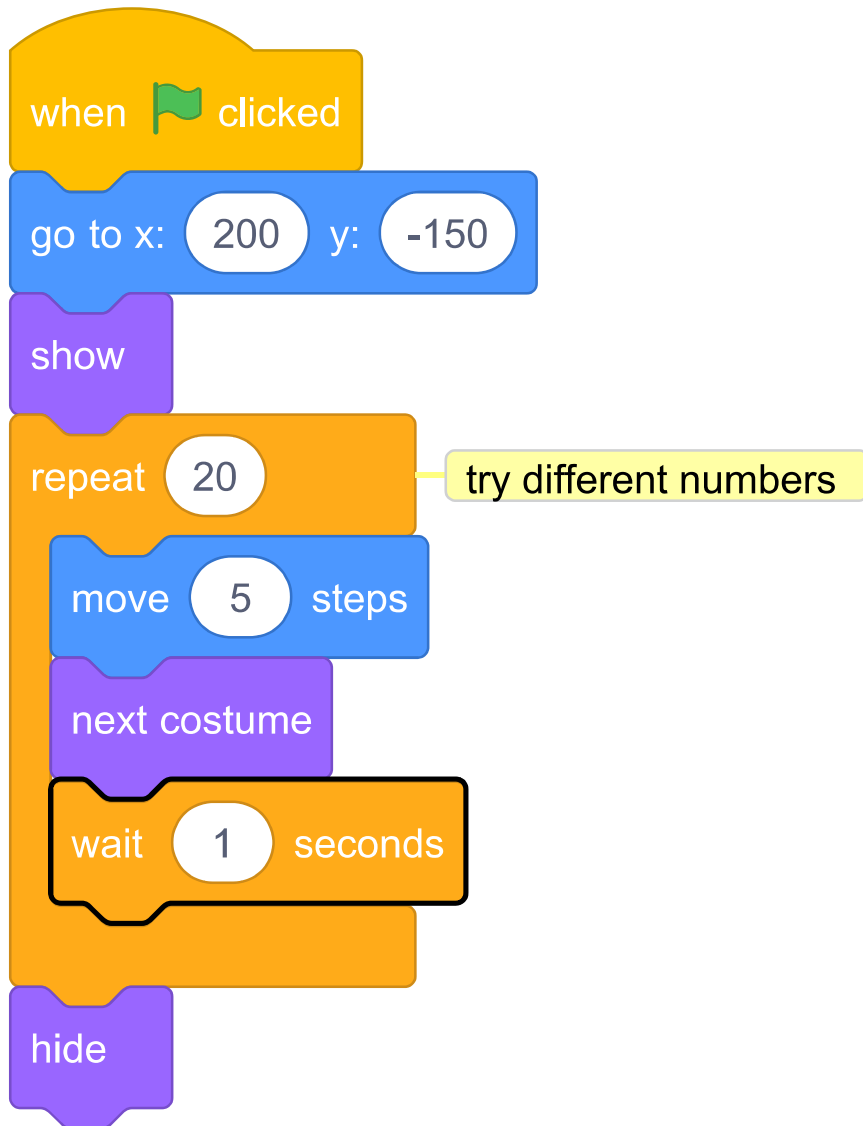 when clicked
go to x: 200 y: -150
show
repeat 20
try different numbers
move 5 steps
next costume
wait 1 seconds
hide